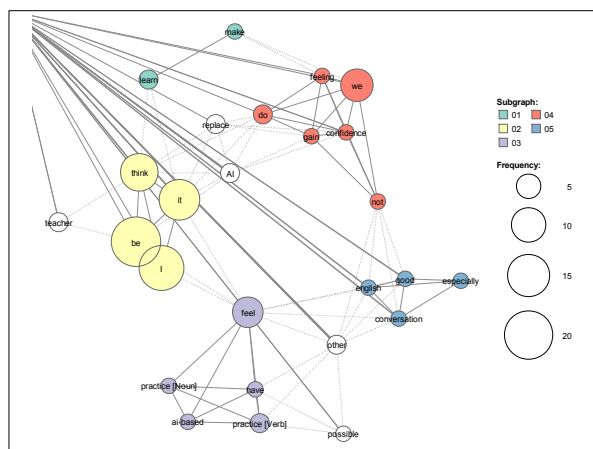 make
feeling
learn
we
Subgraph:
01 04
02 05
03
do
replace
confidence
gain
Frequency:
think
AI
5
it
not
teacher
10
be
I
good
especially
english
15
feel
conversation
20
other
practice [Noun]
have
ai-based
practice [Verb]
possible